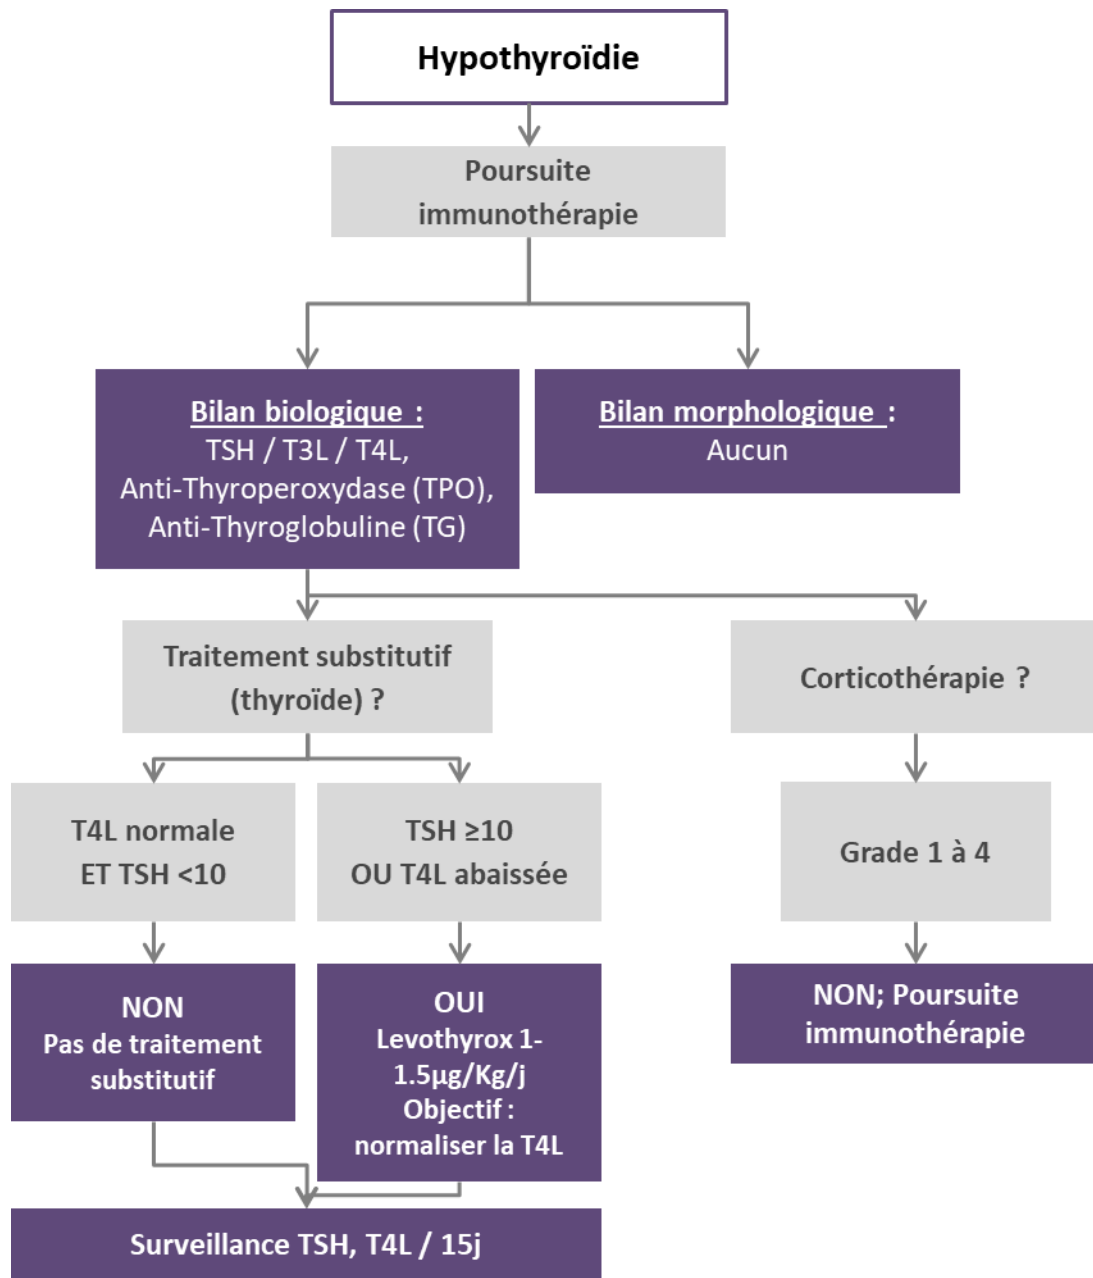 Hypothyroïdie
Poursuite
immunothérapie
Bilan biologique :
TSH / T3L / T4L,
Anti-Thyroperoxydase (TPO),
Anti-Thyroglobuline (TG)
Bilan morphologique :
Aucun
Traitement substitutif
(thyroïde) ?
Corticothérapie ?
T4L normale
ET TSH <10
TSH ≥10
OU T4L abaissée
Grade 1 à 4
NON
Pas de traitement
substitutif
OUI
Levothyrox 1-
1.5µg/Kg/j
Objectif :
normaliser la T4L
NON; Poursuite
immunothérapie
Surveillance TSH, T4L / 15j